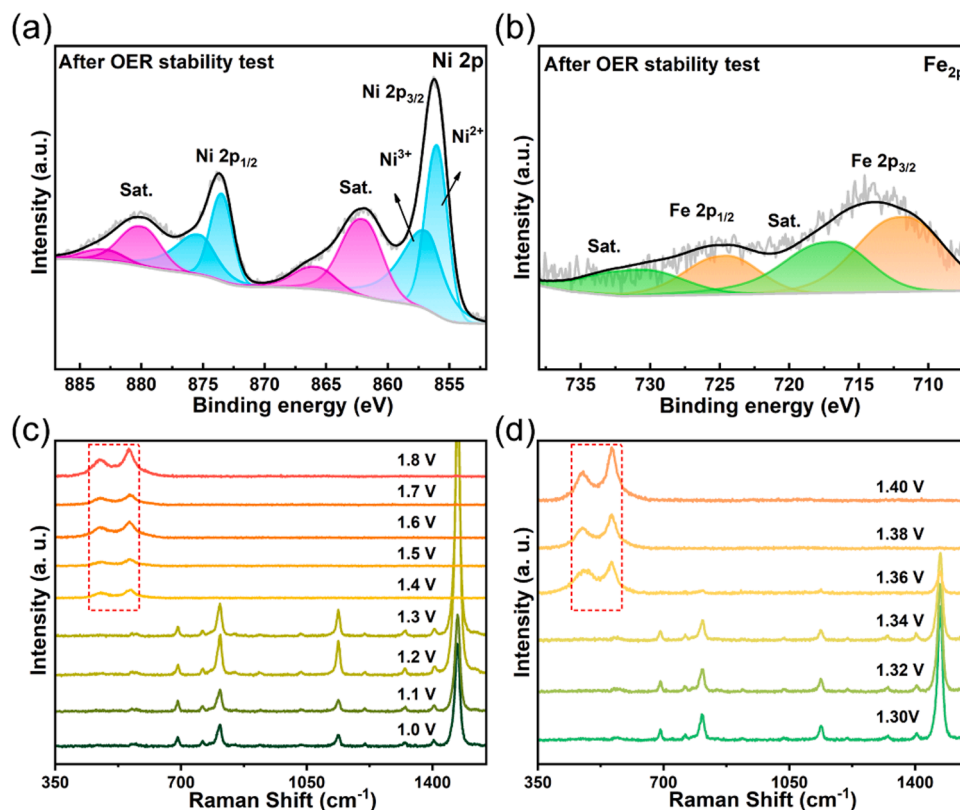 (a)
After OER stability test
Ni 2p
Ni 2p3/2
Ni2+
Ni3+
Ni 2p1/2
Sat.
Sat.
Intensity (a.u.)
885 880 875 870 865 860 855
Binding energy (eV)
(b)
After OER stability test
Fe2p
Fe 2p3/2
Fe 2p1/2
Sat.
Sat.
Intensity (a.u.)
735 730 725 720 715 710
Binding energy (eV)
(c)
1.8 V
1.7 V
1.6 V
1.5 V
1.4 V
1.3 V
1.2 V
1.1 V
1.0 V
Intensity (a. u.)
350 700 1050 1400
Raman Shift (cm-1)
(d)
1.40 V
1.38 V
1.36 V
1.34 V
1.32 V
1.30V
Intensity (a. u.)
350 700 1050 1400
Raman Shift (cm-1)